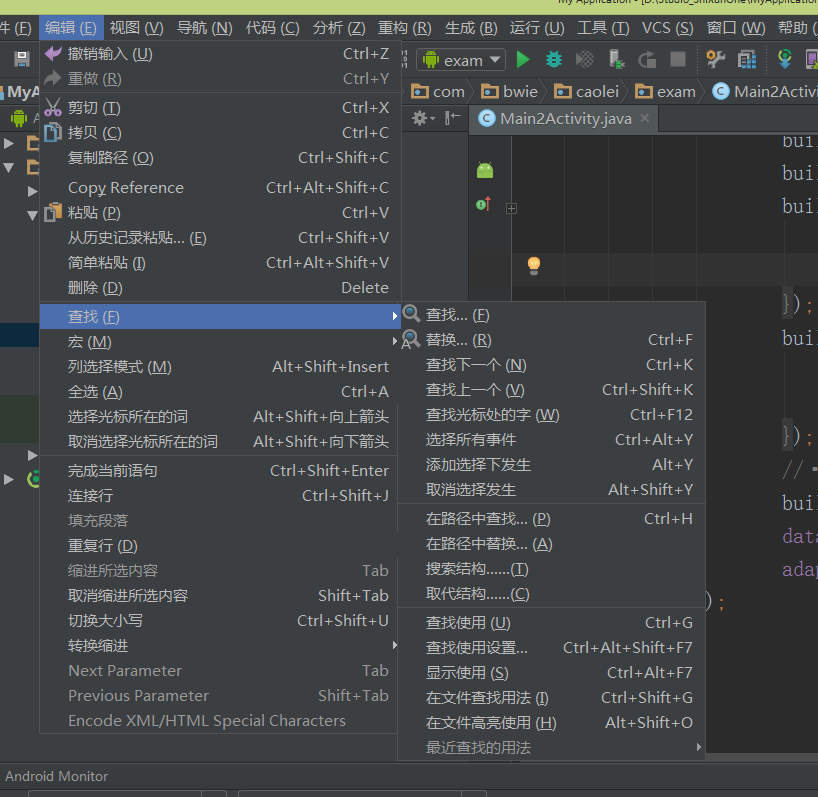 My Application - [D:\Studio_ShiXunOne\MyApplication
件 (F) 编辑 (E) 视图 (V) 导航 (N) 代码 (C) 分析 (Z) 重构 (R) 生成 (B) 运行 (U) 工具 (T) VCS (S) 窗口 (W) 帮助 (
exam
MyA com bwie caolei exam Main2Activi
Main2Activity.java
撤销输入 (U) Ctrl+Z
重做 (R) Ctrl+Y
剪切 (T) Ctrl+X
拷贝 (C) Ctrl+C
复制路径 (O) Ctrl+Shift+C
Copy Reference Ctrl+Alt+Shift+C
粘贴 (P) Ctrl+V
从历史记录粘贴... (E) Ctrl+Shift+V
简单粘贴 (I) Ctrl+Alt+Shift+V
删除 (D) Delete
查找 (F)
宏 (M)
列选择模式 (M) Alt+Shift+Insert
全选 (A) Ctrl+A
选择光标所在的词 Alt+Shift+向上箭头
取消选择光标所在的词 Alt+Shift+向下箭头
完成当前语句 Ctrl+Shift+Enter
连接行 Ctrl+Shift+J
填充段落
重复行 (D)
缩进所选内容 Tab
取消缩进所选内容 Shift+Tab
切换大小写 Ctrl+Shift+U
转换缩进
Next Parameter Tab
Previous Parameter Shift+Tab
Encode XML/HTML Special Characters
查找... (F)
替换... (R) Ctrl+F
查找下一个 (N) Ctrl+K
查找上一个 (V) Ctrl+Shift+K
查找光标处的字 (W) Ctrl+F12
选择所有事件 Ctrl+Alt+Y
添加选择下发生 Alt+Y
取消选择发生 Alt+Shift+Y
在路径中查找... (P) Ctrl+H
在路径中替换... (A)
搜索结构......(T)
取代结构......(C)
查找使用 (U) Ctrl+G
查找使用设置... Ctrl+Alt+Shift+F7
显示使用 (S) Ctrl+Alt+F7
在文件查找用法 (I) Ctrl+Shift+G
在文件高亮使用 (H) Alt+Shift+O
最近查找的用法
buil
buil
buil
});
buil
});
//
buil
data
adap
);
Android Monitor